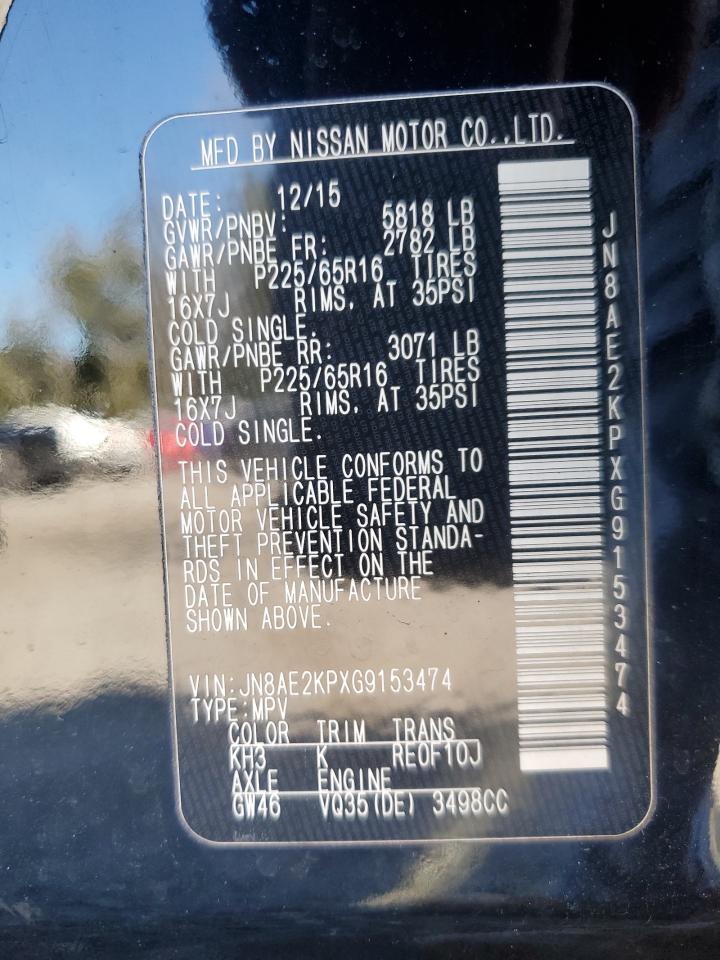 MFD BY NISSAN MOTOR CO.,LTD.
DATE: 12/15
GVWR/PNBV: 5818 LB
GAWR/PNBE FR: 2782 LB
WITH P225/65R16 TIRES
16X7J RIMS, AT 35PSI
COLD SINGLE.
GAWR/PNBE RR: 3071 LB
WITH P225/65R16 TIRES
16X7J RIMS, AT 35PSI
COLD SINGLE.
THIS VEHICLE CONFORMS TO
ALL APPLICABLE FEDERAL
MOTOR VEHICLE SAFETY AND
THEFT PREVENTION STANDA-
RDS IN EFFECT ON THE
DATE OF MANUFACTURE
SHOWN ABOVE.
VIN:JN8AE2KPXG9153474
TYPE:MPV
COLOR TRIM TRANS
KH3 K RE0F10J
AXLE ENGINE
GW46 VQ35(DE) 3498CC
JN8AE2KPXG9153474